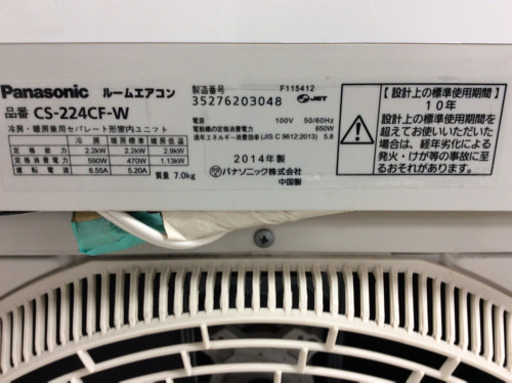 Panasonic ルームエアコン
品番 CS-224CF-W
冷房・暖房兼用セパレート形室内ユニット
冷房 暖房標準 暖房低温
定格能力 2.2kW 2.2kW 2.9kW
定格消費電力 590W 470W 1.13kW
運転電流 6.55A 5.20A
質量 7.0kg
製造番号 F115412
35276203048 JET
電源 100V 50/60Hz
電動機の定格消費電力 650W
通年エネルギー消費効率(JIS C 9612:2013) 5.8
2014年製
パナソニック株式会社
中国製
【設計上の標準使用期間】
10年
設計上の標準使用期間を
超えてお使いいただいた
場合は、経年劣化による
発火・けが等の事故に至
るおそれがあります。